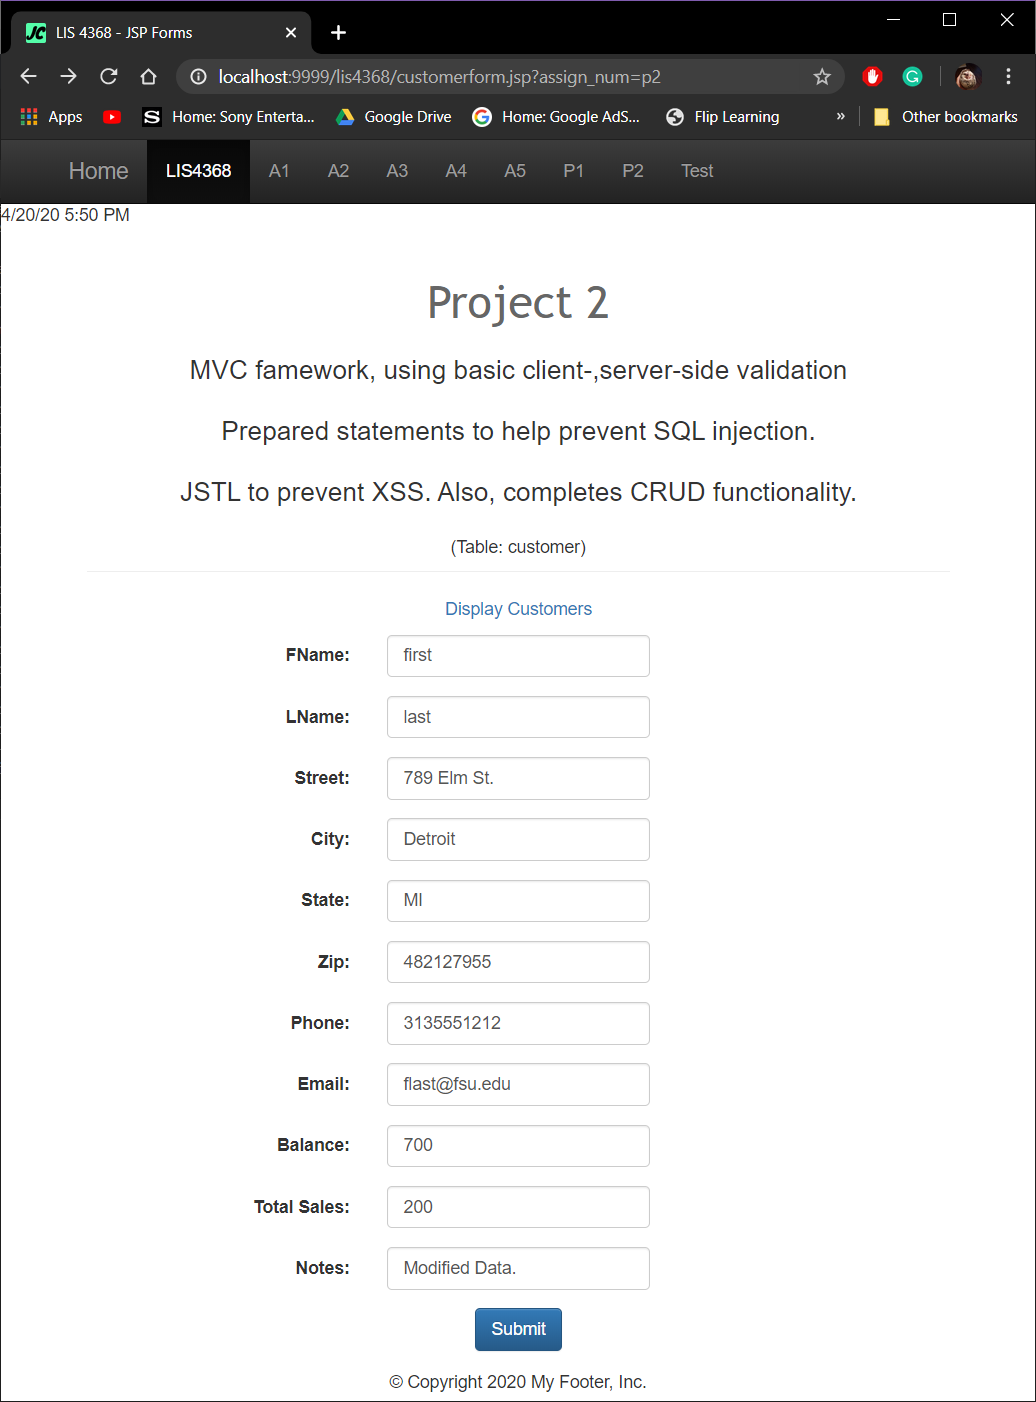 LIS 4368 - JSP Forms
localhost:9999/lis4368/customerform.jsp?assign_num=p2
Apps S Home: Sony Enterta... Google Drive Home: Google AdS... Flip Learning » Other bookmarks
Home LIS4368 A1 A2 A3 A4 A5 P1 P2 Test
4/20/20 5:50 PM
Project 2
MVC famework, using basic client-,server-side validation
Prepared statements to help prevent SQL injection.
JSTL to prevent XSS. Also, completes CRUD functionality.
(Table: customer)
Display Customers
FName: first
LName: last
Street: 789 Elm St.
City: Detroit
State: MI
Zip: 482127955
Phone: 3135551212
Email: flast@fsu.edu
Balance: 700
Total Sales: 200
Notes: Modified Data.
Submit
© Copyright 2020 My Footer, Inc.